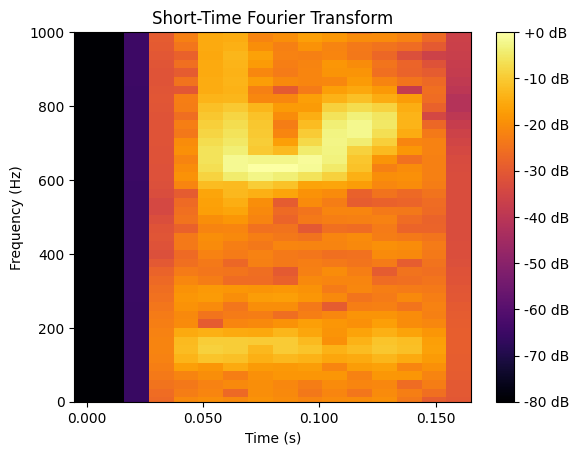 Short-Time Fourier Transform
1000
800
600
400
200
0
Frequency (Hz)
0.000
0.050
0.100
0.150
Time (s)
+0 dB
-10 dB
-20 dB
-30 dB
-40 dB
-50 dB
-60 dB
-70 dB
-80 dB